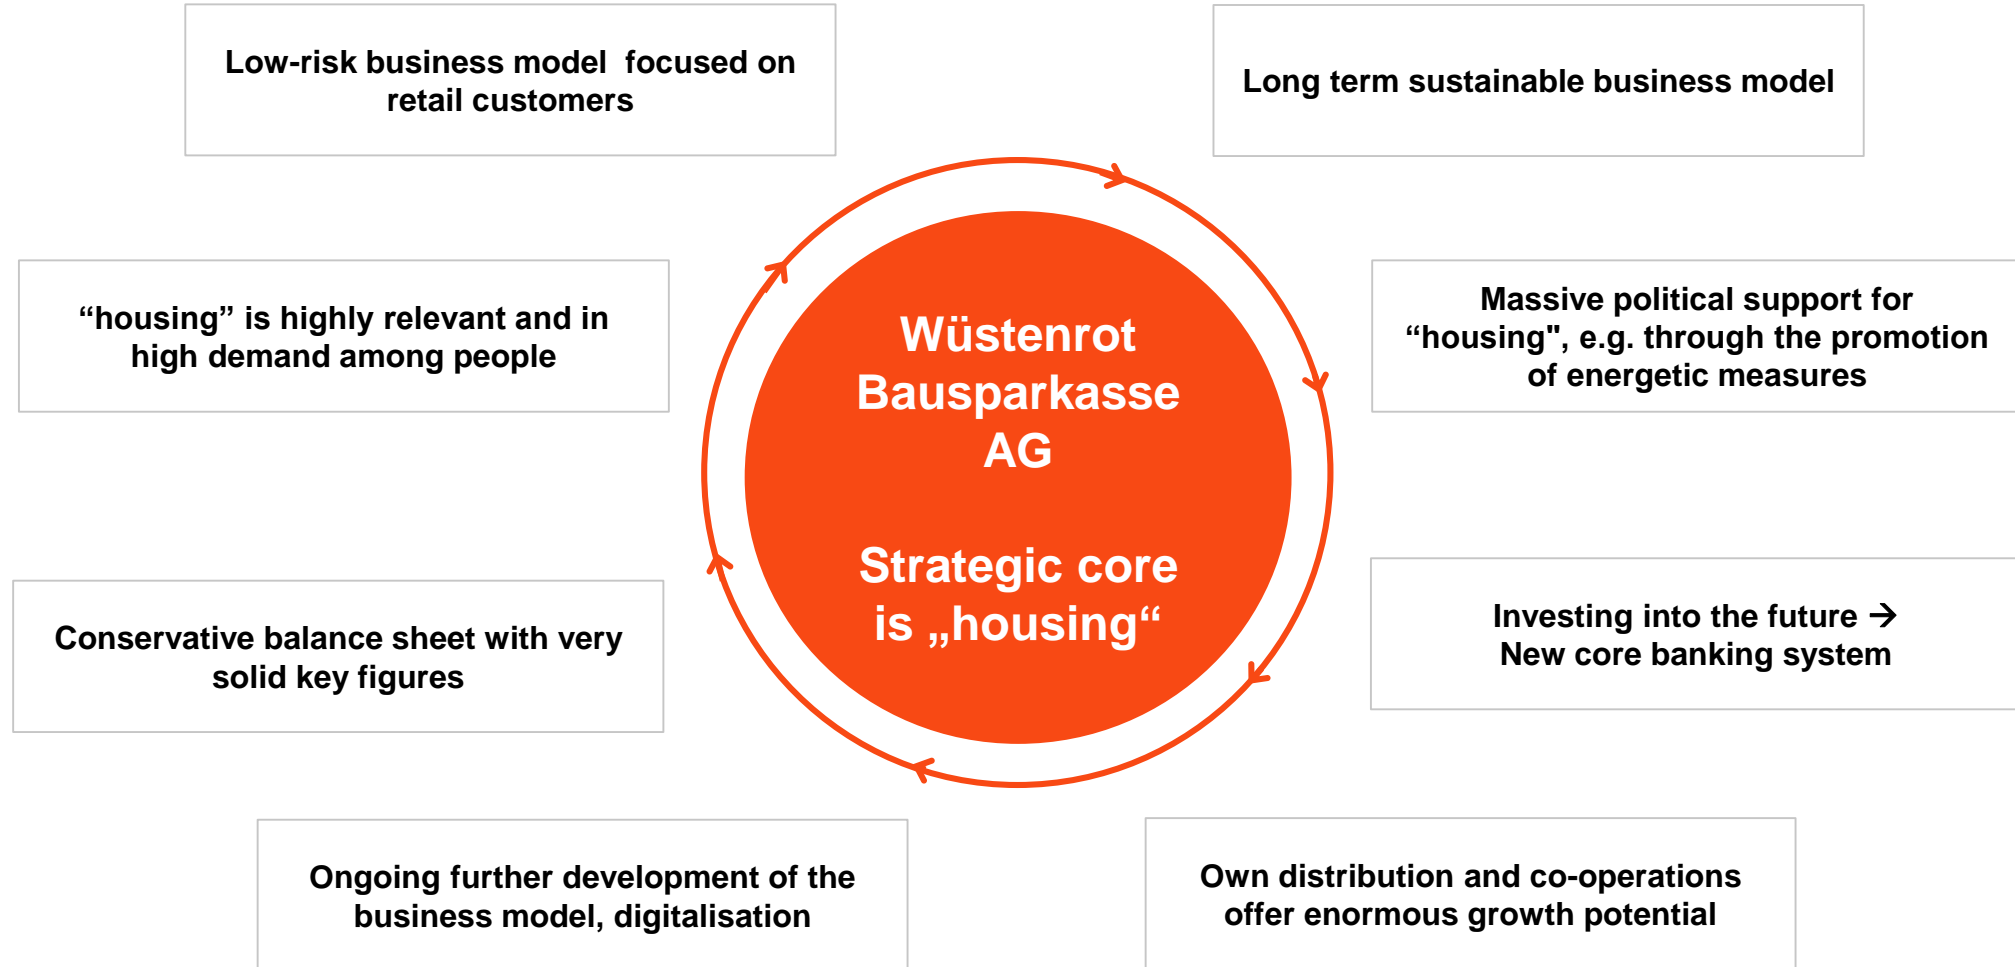 Low-risk business model  focused on
retail customers
Long term sustainable business model
“housing” is highly relevant and in
high demand among people
Massive political support for
“housing", e.g. through the promotion
of energetic measures
Wüstenrot
Bausparkasse
AG
Strategic core
is „housing“
Conservative balance sheet with very
solid key figures
Investing into the future →
New core banking system
Ongoing further development of the
business model, digitalisation
Own distribution and co-operations
offer enormous growth potential